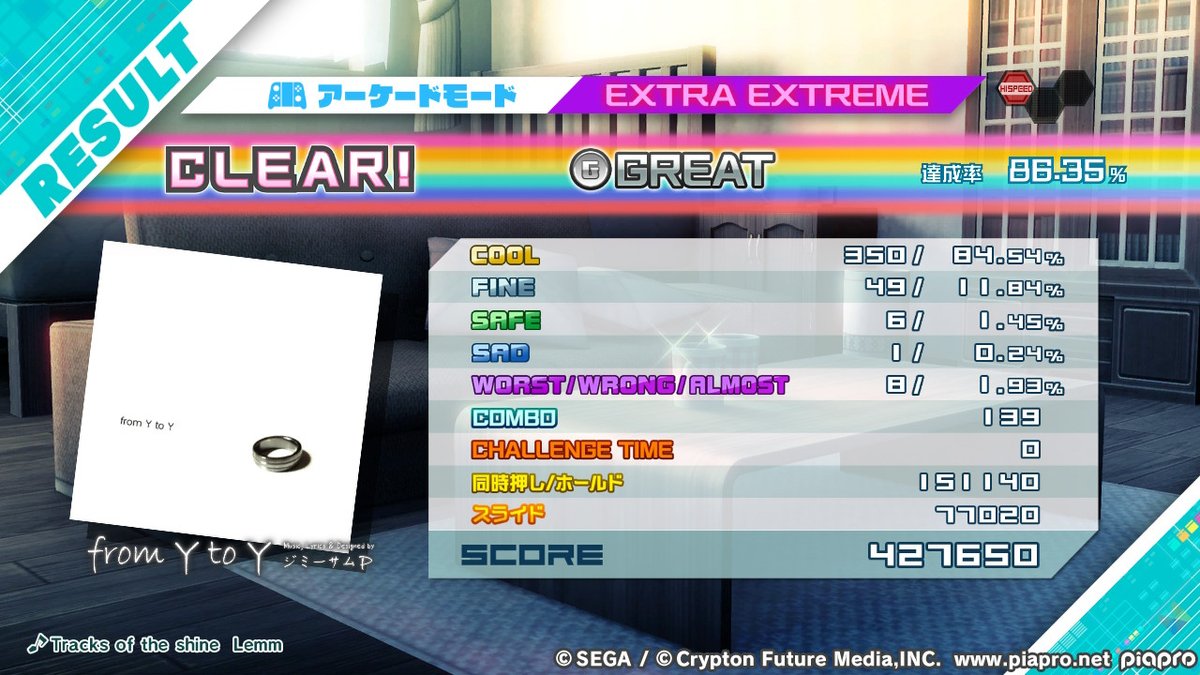 RESULT
アーケードモード EXTRA EXTREME HISPEED
CLEAR! G GREAT 達成率 86.35%
COOL 350/ 84.54%
FINE 49/ 11.84%
SAFE 6/ 1.45%
SAD 1/ 0.24%
WORST/WRONG/ALMOST 8/ 1.93%
COMBO 139
CHALLENGE TIME 0
同時押し/ホールド 151140
スライド 77020
SCORE 427650
from Y to Y
from Y to Y Music, Lyrics & Designed by
ジミーサムP
Tracks of the shine Lemm
© SEGA / © Crypton Future Media,INC. www.piapro.net piapro